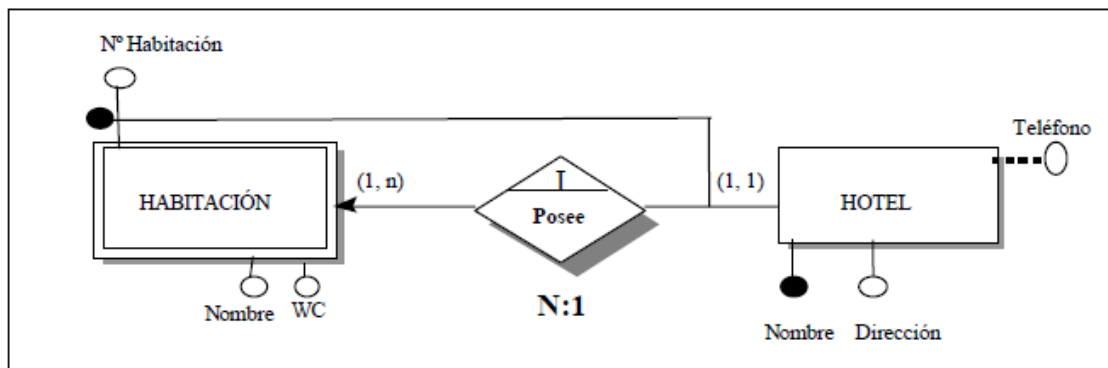 Nº Habitación
Teléfono
(1, n)
I
(1, 1)
HABITACIÓN
Posee
HOTEL
Nombre
WC
N:1
Nombre
Dirección